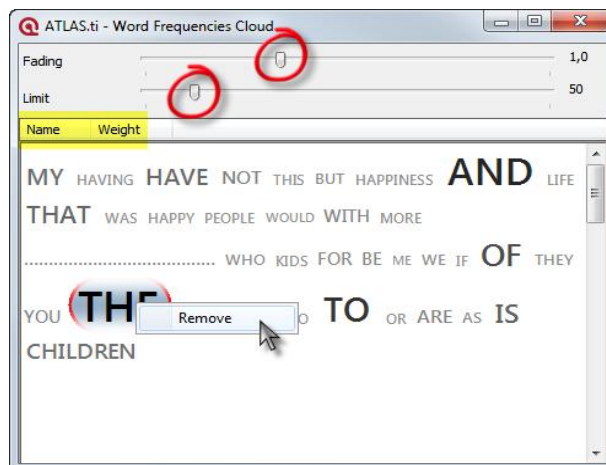 ATLAS.ti - Word Frequencies Cloud
Fading 1,0
Limit 50
Name Weight
MY HAVING HAVE NOT THIS BUT HAPPINESS AND LIFE
THAT WAS HAPPY PEOPLE WOULD WITH MORE
.................................... WHO KIDS FOR BE ME WE IF OF THEY
YOU THE Remove TO OR ARE AS IS
CHILDREN